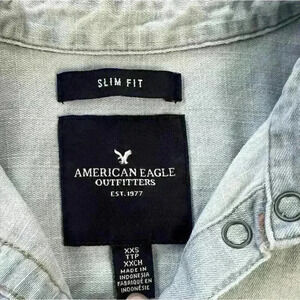 SLIM FIT
AMERICAN EAGLE
OUTFITTERS
EST. 1977
XXS
TTP
XXCH
MADE IN
INDONESIA
FABRIQUÉ EN
INDONÉSIE